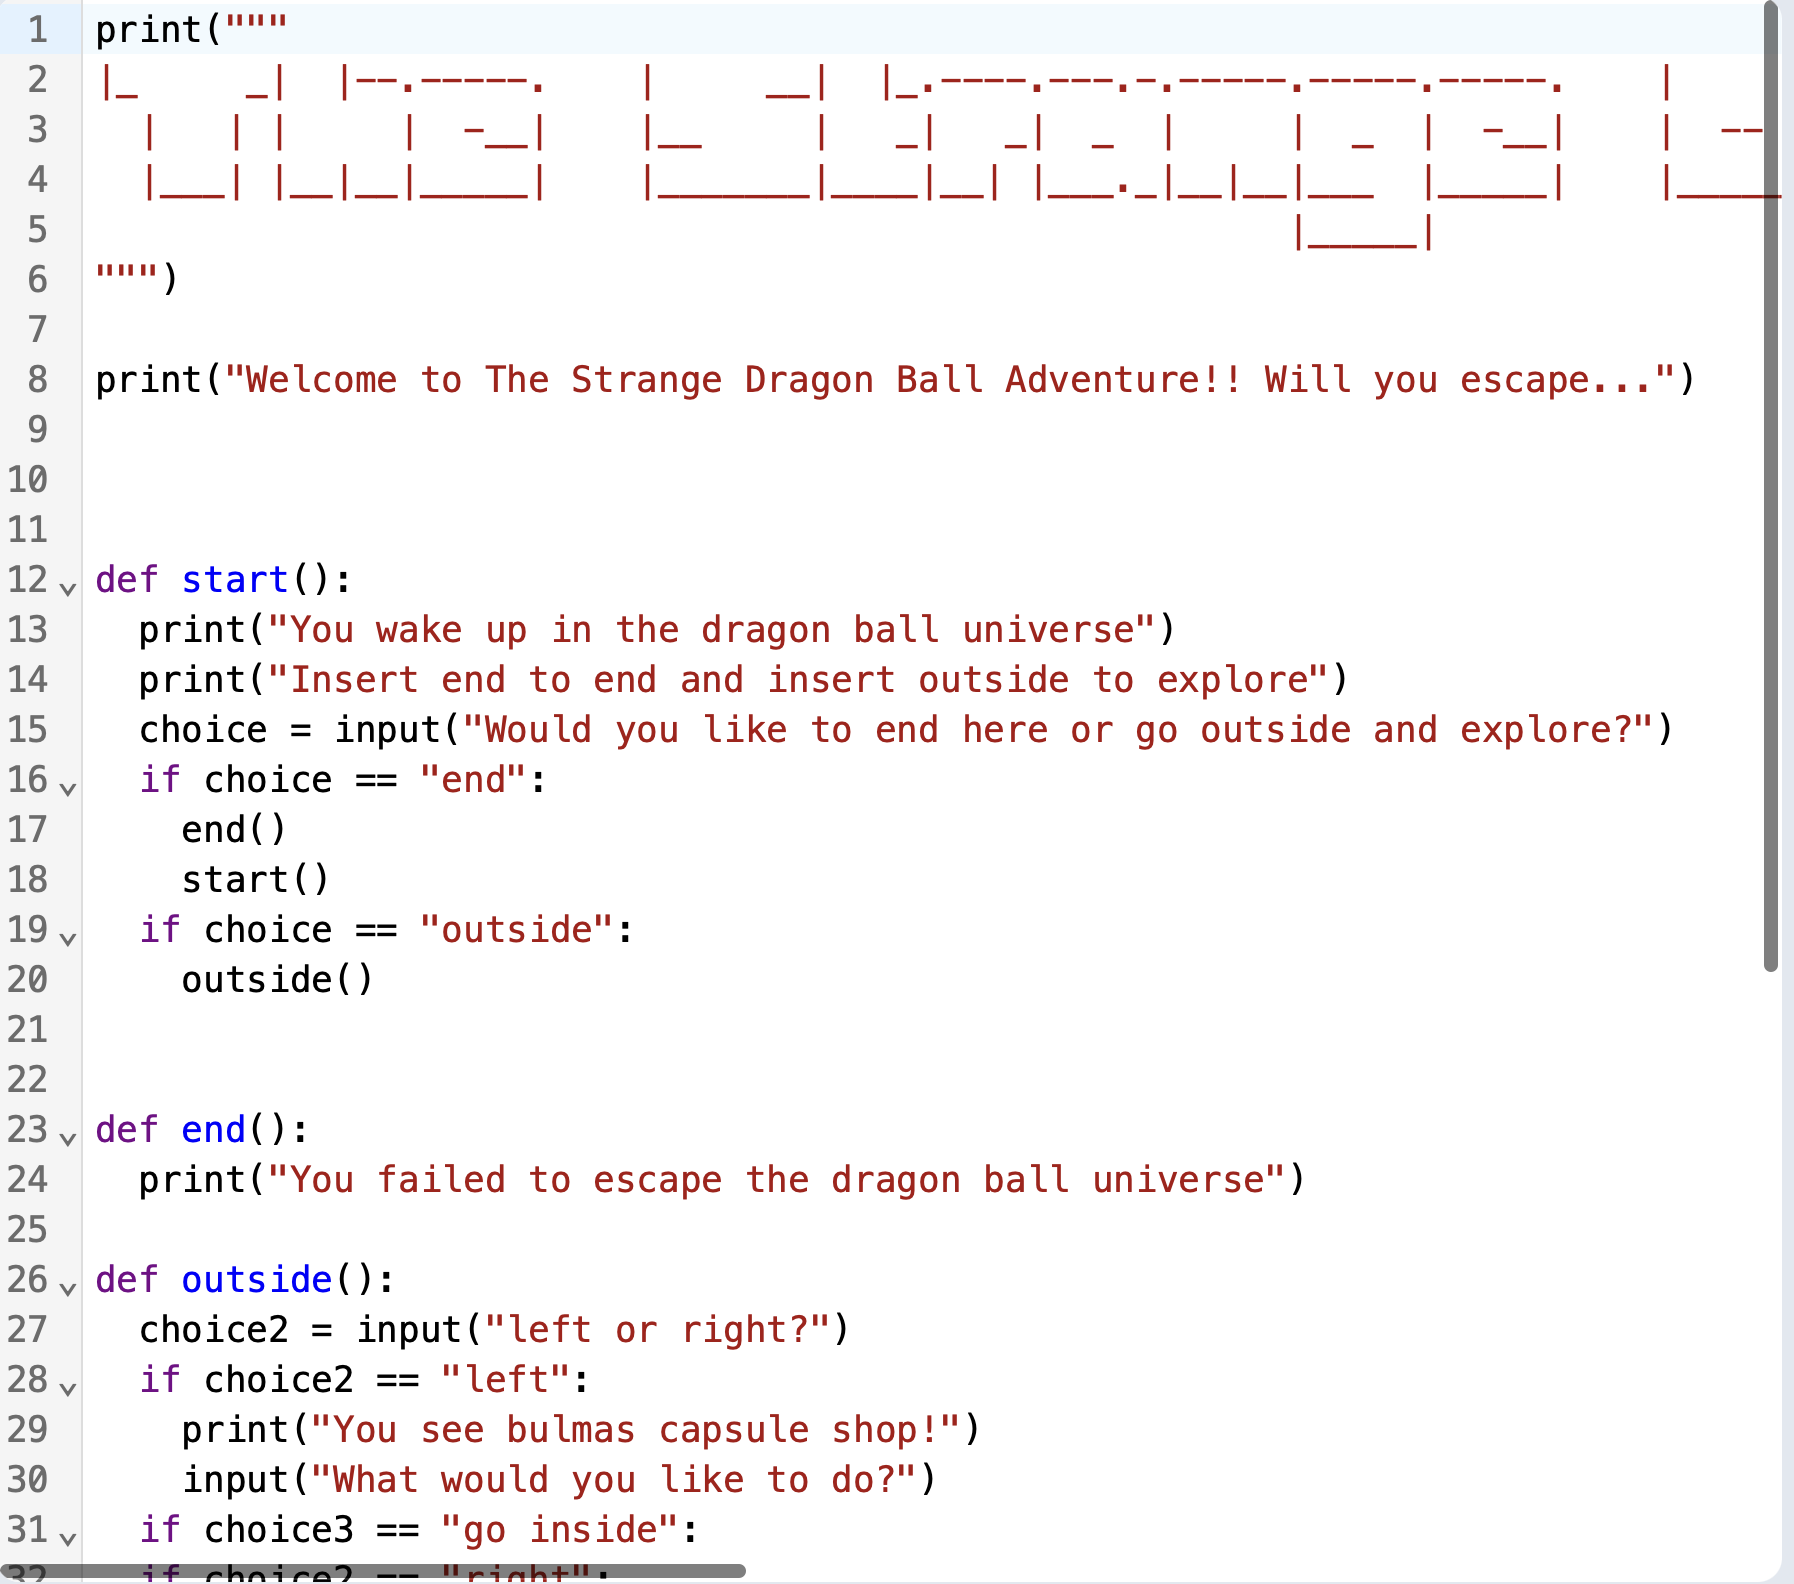 1 print("""
2 |_     _|  |--.-----.    |     __|  |_.----.---.-.-----.-----.-----.    |
3   |   | |     |  -__|    |__     |   _|   _|  _  |     |  _  |  -__|    |  --
4   |___| |__|__|_____|    |_______|____|__| |___._|__|__|___  |_____|    |_____
5                                                        |_____|
6 """)
7
8 print("Welcome to The Strange Dragon Ball Adventure!! Will you escape...")
9
10
11
12 def start():
13   print("You wake up in the dragon ball universe")
14   print("Insert end to end and insert outside to explore")
15   choice = input("Would you like to end here or go outside and explore?")
16   if choice == "end":
17     end()
18     start()
19   if choice == "outside":
20     outside()
21
22
23 def end():
24   print("You failed to escape the dragon ball universe")
25
26 def outside():
27   choice2 = input("left or right?")
28   if choice2 == "left":
29     print("You see bulmas capsule shop!")
30     input("What would you like to do?")
31   if choice3 == "go inside":
32   if choice2 == "right":